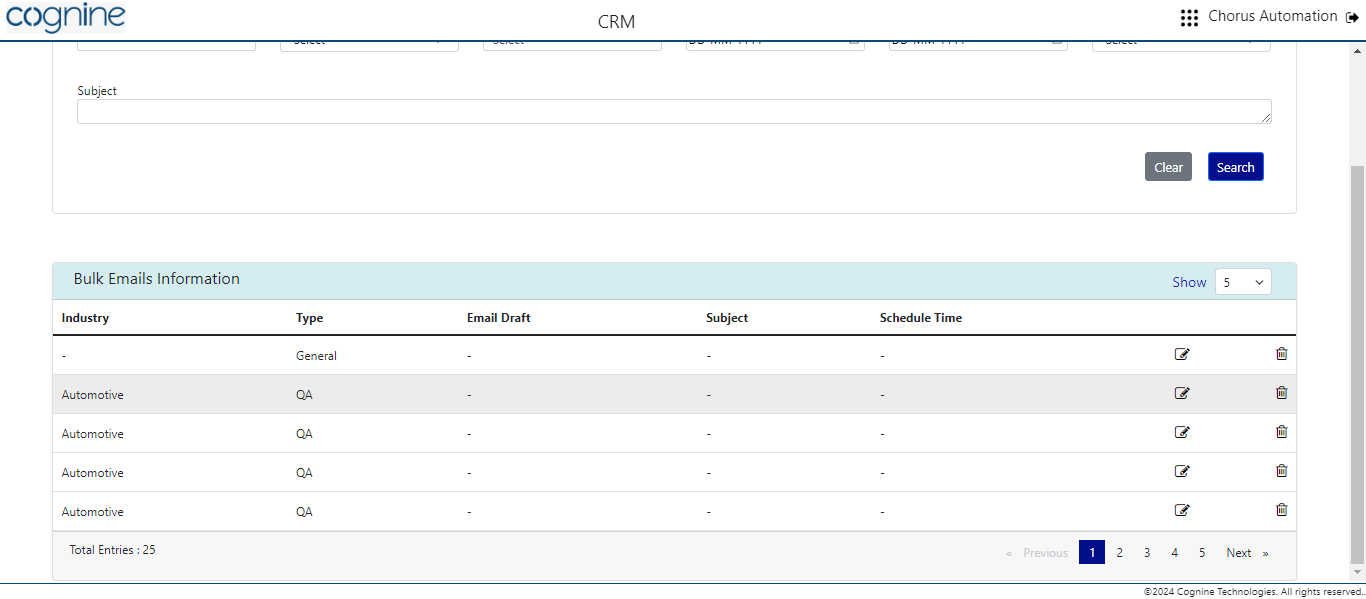 cognine
CRM
Chorus Automation
Select Select DD-MM-YYYY DD-MM-YYYY Select
Subject
Clear Search
Bulk Emails Information
Show 5
Industry Type Email Draft Subject Schedule Time
- General - - -
Automotive QA - - -
Automotive QA - - -
Automotive QA - - -
Automotive QA - - -
Total Entries : 25
« Previous 1 2 3 4 5 Next »
©2024 Cognine Technologies. All rights reserved.